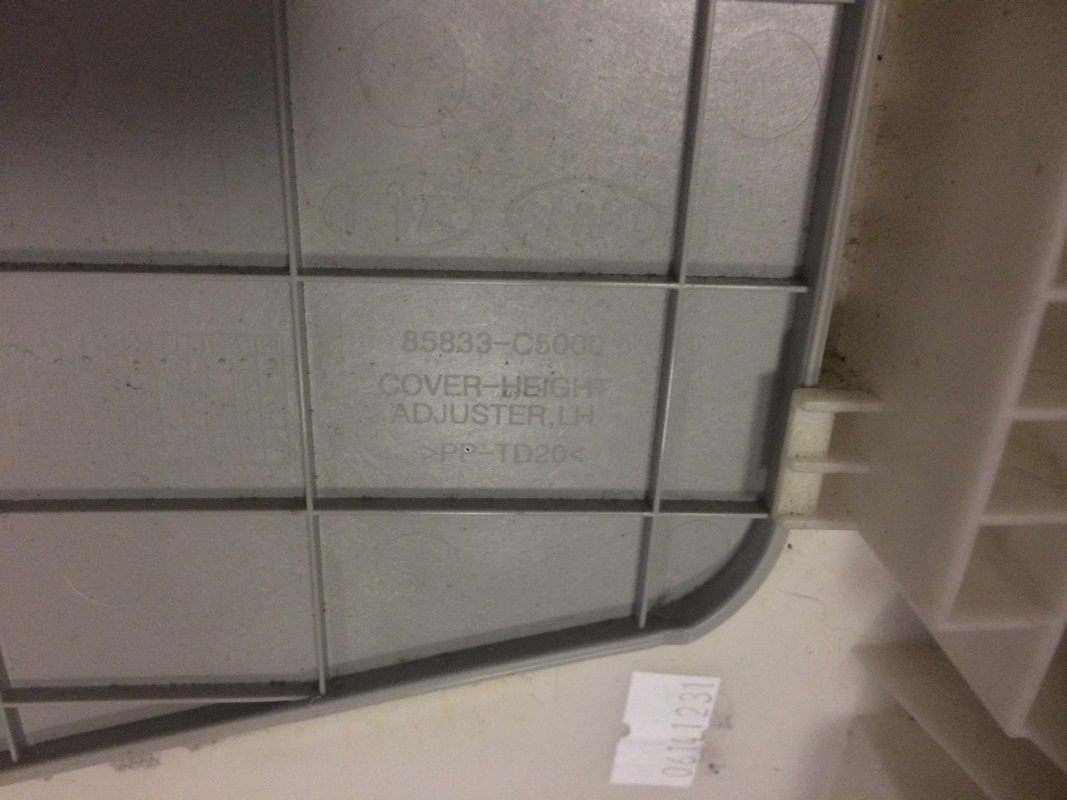 85833-C5000
COVER-HEIGHT
ADJUSTER,LH
>PP-TD20<
06141231